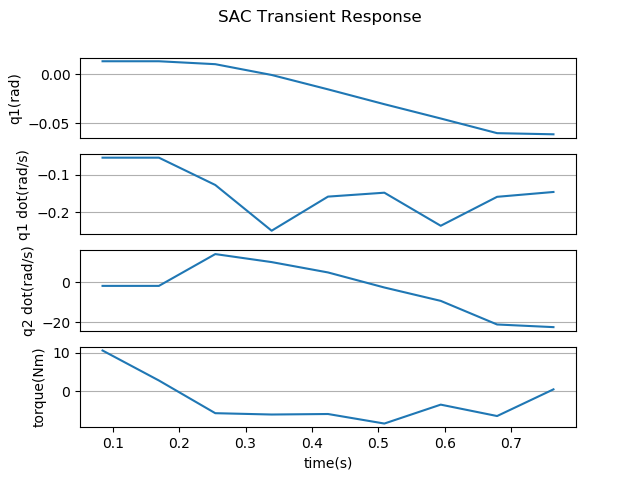 SAC Transient Response
q1(rad)
0.00
−0.05
q1 dot(rad/s)
−0.1
−0.2
q2 dot(rad/s)
0
−20
torque(Nm)
10
0
0.1 0.2 0.3 0.4 0.5 0.6 0.7
time(s)